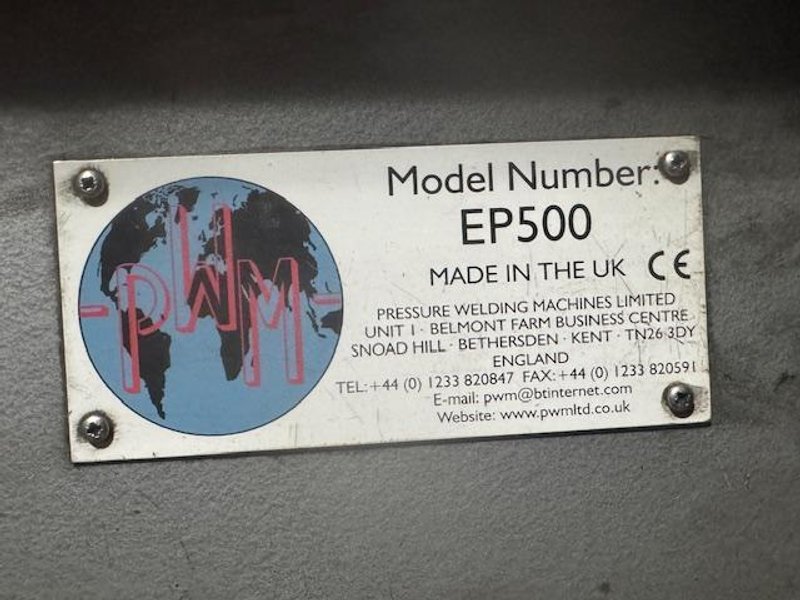 PWM
Model Number:
EP500
MADE IN THE UK CE
PRESSURE WELDING MACHINES LIMITED
UNIT 1 · BELMONT FARM BUSINESS CENTRE
SNOAD HILL · BETHERSDEN · KENT · TN26 3DY
ENGLAND
TEL:+44 (0) 1233 820847 FAX:+44 (0) 1233 820591
E-mail: pwm@btinternet.com
Website: www.pwmltd.co.uk